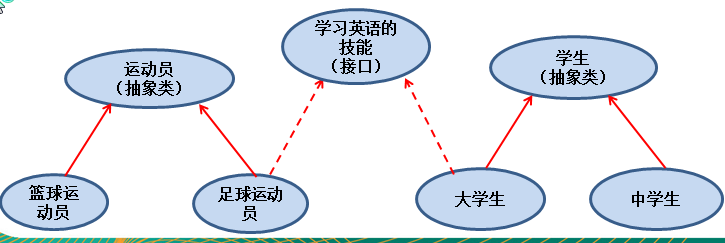 运动员
（抽象类）
学习英语的
技能
（接口）
学生
（抽象类）
篮球运
动员
足球运动
员
大学生
中学生